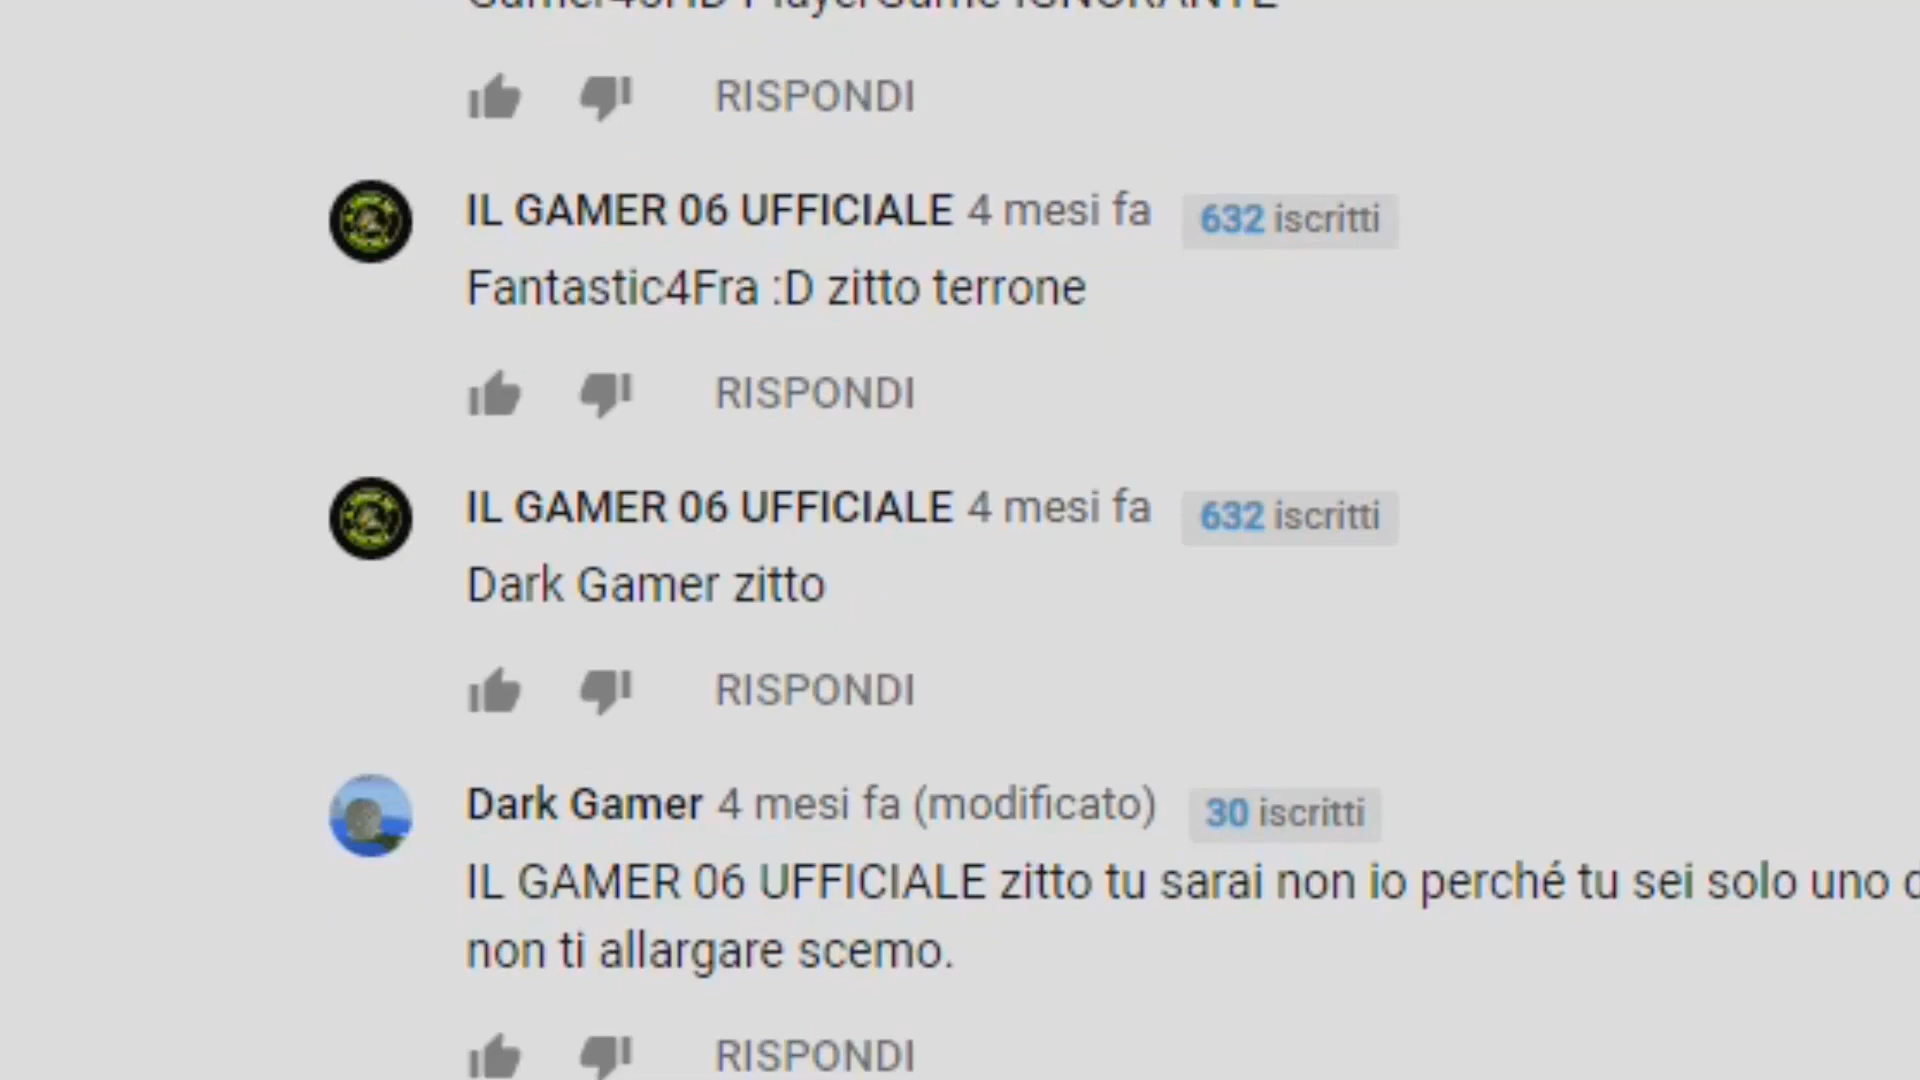 IGNORANTE
RISPONDI
IL GAMER 06 UFFICIALE 4 mesi fa 632 iscritti
Fantastic4Fra :D zitto terrone
RISPONDI
IL GAMER 06 UFFICIALE 4 mesi fa 632 iscritti
Dark Gamer zitto
RISPONDI
Dark Gamer 4 mesi fa (modificato) 30 iscritti
IL GAMER 06 UFFICIALE zitto tu sarai non io perché tu sei solo uno
non ti allargare scemo.
RISPONDI